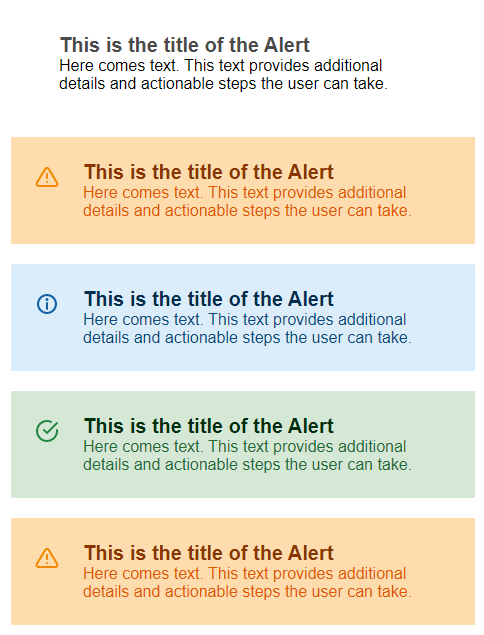 This is the title of the Alert
Here comes text. This text provides additional
details and actionable steps the user can take.
This is the title of the Alert
Here comes text. This text provides additional
details and actionable steps the user can take.
This is the title of the Alert
Here comes text. This text provides additional
details and actionable steps the user can take.
This is the title of the Alert
Here comes text. This text provides additional
details and actionable steps the user can take.
This is the title of the Alert
Here comes text. This text provides additional
details and actionable steps the user can take.